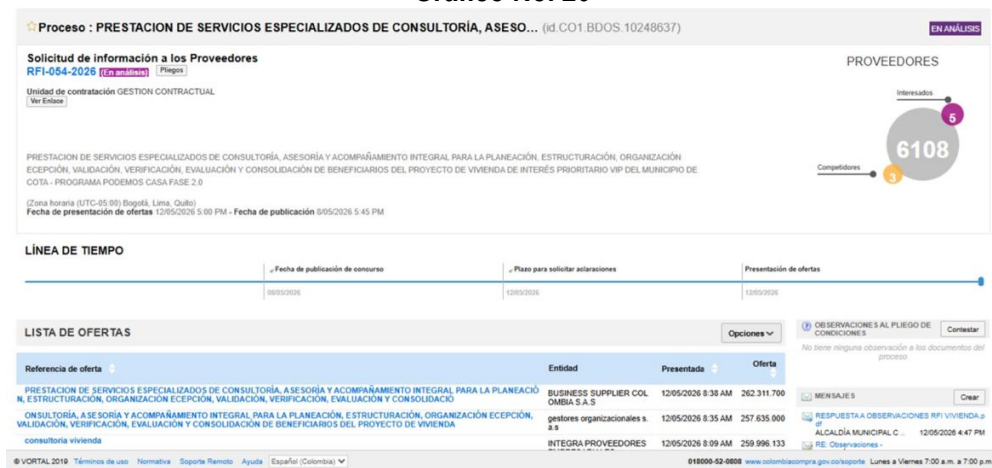 Proceso : PRESTACION DE SERVICIOS ESPECIALIZADOS DE CONSULTORÍA, ASESO... (id.CO1.BDOS.10248637)
EN ANÁLISIS
Solicitud de información a los Proveedores
RFI-054-2026 (En análisis) Pliegos
Unidad de contratación GESTION CONTRACTUAL
Ver Enlace
PROVEEDORES
Interesados
5
6108
Competidores
3
PRESTACION DE SERVICIOS ESPECIALIZADOS DE CONSULTORÍA, ASESORÍA Y ACOMPAÑAMIENTO INTEGRAL PARA LA PLANEACIÓN, ESTRUCTURACIÓN, ORGANIZACIÓN
ECEPCIÓN, VALIDACIÓN, VERIFICACIÓN, EVALUACIÓN Y CONSOLIDACIÓN DE BENEFICIARIOS DEL PROYECTO DE VIVIENDA DE INTERÉS PRIORITARIO VIP DEL MUNICIPIO DE
COTA - PROGRAMA PODEMOS CASA FASE 2.0
(Zona horaria (UTC-05:00) Bogotá, Lima, Quito)
Fecha de presentación de ofertas 12/05/2026 5:00 PM - Fecha de publicación 8/05/2026 5:45 PM
LÍNEA DE TIEMPO
Fecha de publicación de concurso
Plazo para solicitar aclaraciones
Presentación de ofertas
08/05/2026
12/05/2026
12/05/2026
LISTA DE OFERTAS
Opciones
Referencia de oferta Entidad Presentada Oferta
PRESTACION DE SERVICIOS ESPECIALIZADOS DE CONSULTORÍA, ASESORÍA Y ACOMPAÑAMIENTO INTEGRAL PARA LA PLANEACIÓ
N, ESTRUCTURACIÓN, ORGANIZACIÓN ECEPCIÓN, VALIDACIÓN, VERIFICACIÓN, EVALUACIÓN Y CONSOLIDACIÓ
BUSINESS SUPPLIER COL
OMBIA S.A.S
12/05/2026 8:38 AM 262.311.700
ONSULTORÍA, ASESORÍA Y ACOMPAÑAMIENTO INTEGRAL PARA LA PLANEACIÓN, ESTRUCTURACIÓN, ORGANIZACIÓN ECEPCIÓN,
VALIDACIÓN, VERIFICACIÓN, EVALUACIÓN Y CONSOLIDACIÓN DE BENEFICIARIOS DEL PROYECTO DE VIVIENDA
gestores organizacionales s.
a.s
12/05/2026 8:35 AM 257.635.000
consultoria vivienda
INTEGRA PROVEEDORES
12/05/2026 8:09 AM 259.996.133
OBSERVACIONES AL PLIEGO DE
CONDICIONES
Contestar
No tiene ninguna observación a los documentos del
proceso
MENSAJES
Crear
RESPUESTA A OBSERVACIONES RFI VIVIENDA.p
df
ALCALDÍA MUNICIPAL C ... 12/05/2026 4:47 PM
RE: Observaciones -
© VORTAL 2019 Términos de uso Normativa Soporte Remoto Ayuda Español (Colombia)
018000-52-0808 www.colombiacompra.gov.co/soporte Lunes a Viernes 7:00 a.m. a 7:00 p.m